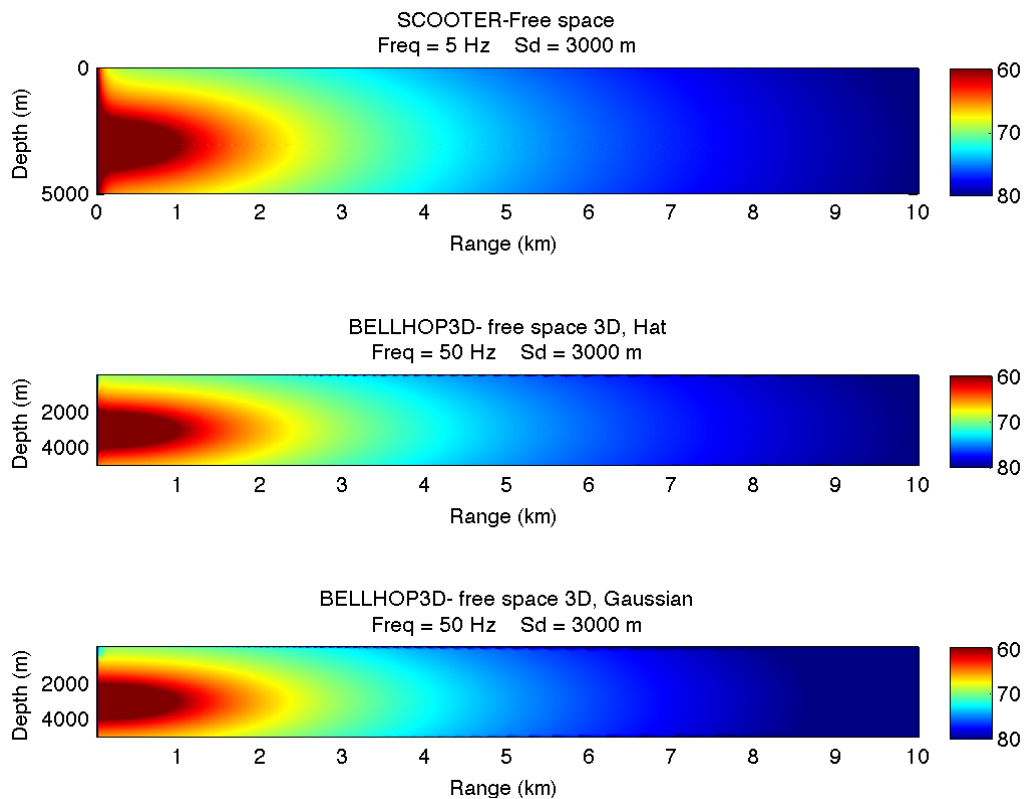 SCOOTER-Free space
Freq = 5 Hz    Sd = 3000 m
0
5000
Depth (m)
0 1 2 3 4 5 6 7 8 9 10
Range (km)
60
70
80
BELLHOP3D- free space 3D, Hat
Freq = 50 Hz    Sd = 3000 m
2000
4000
Depth (m)
1 2 3 4 5 6 7 8 9 10
Range (km)
60
70
80
BELLHOP3D- free space 3D, Gaussian
Freq = 50 Hz    Sd = 3000 m
2000
4000
Depth (m)
1 2 3 4 5 6 7 8 9 10
Range (km)
60
70
80